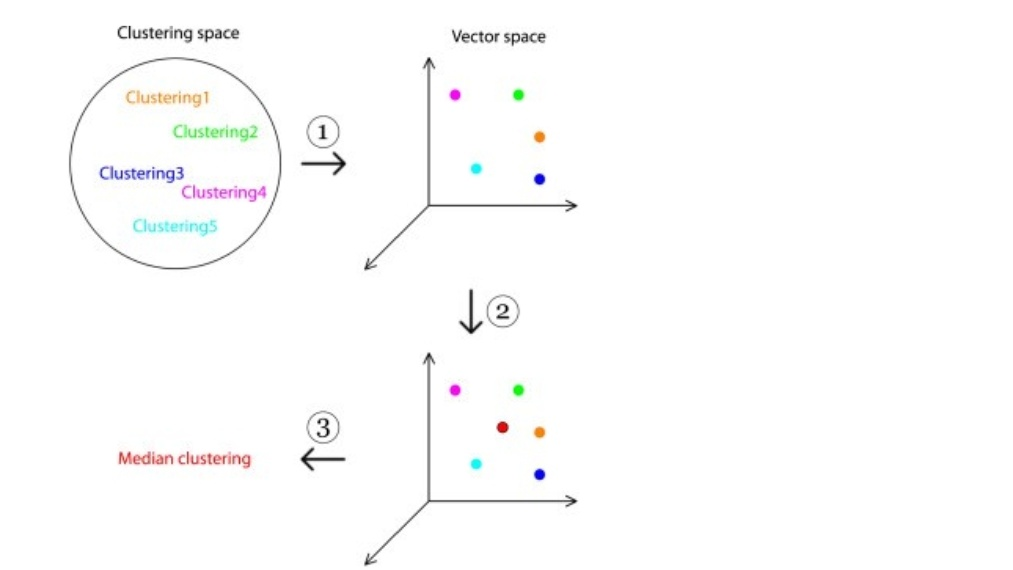 Clustering space
Vector space
Clustering1
Clustering2
Clustering3
Clustering4
Clustering5
1
2
3
Median clustering